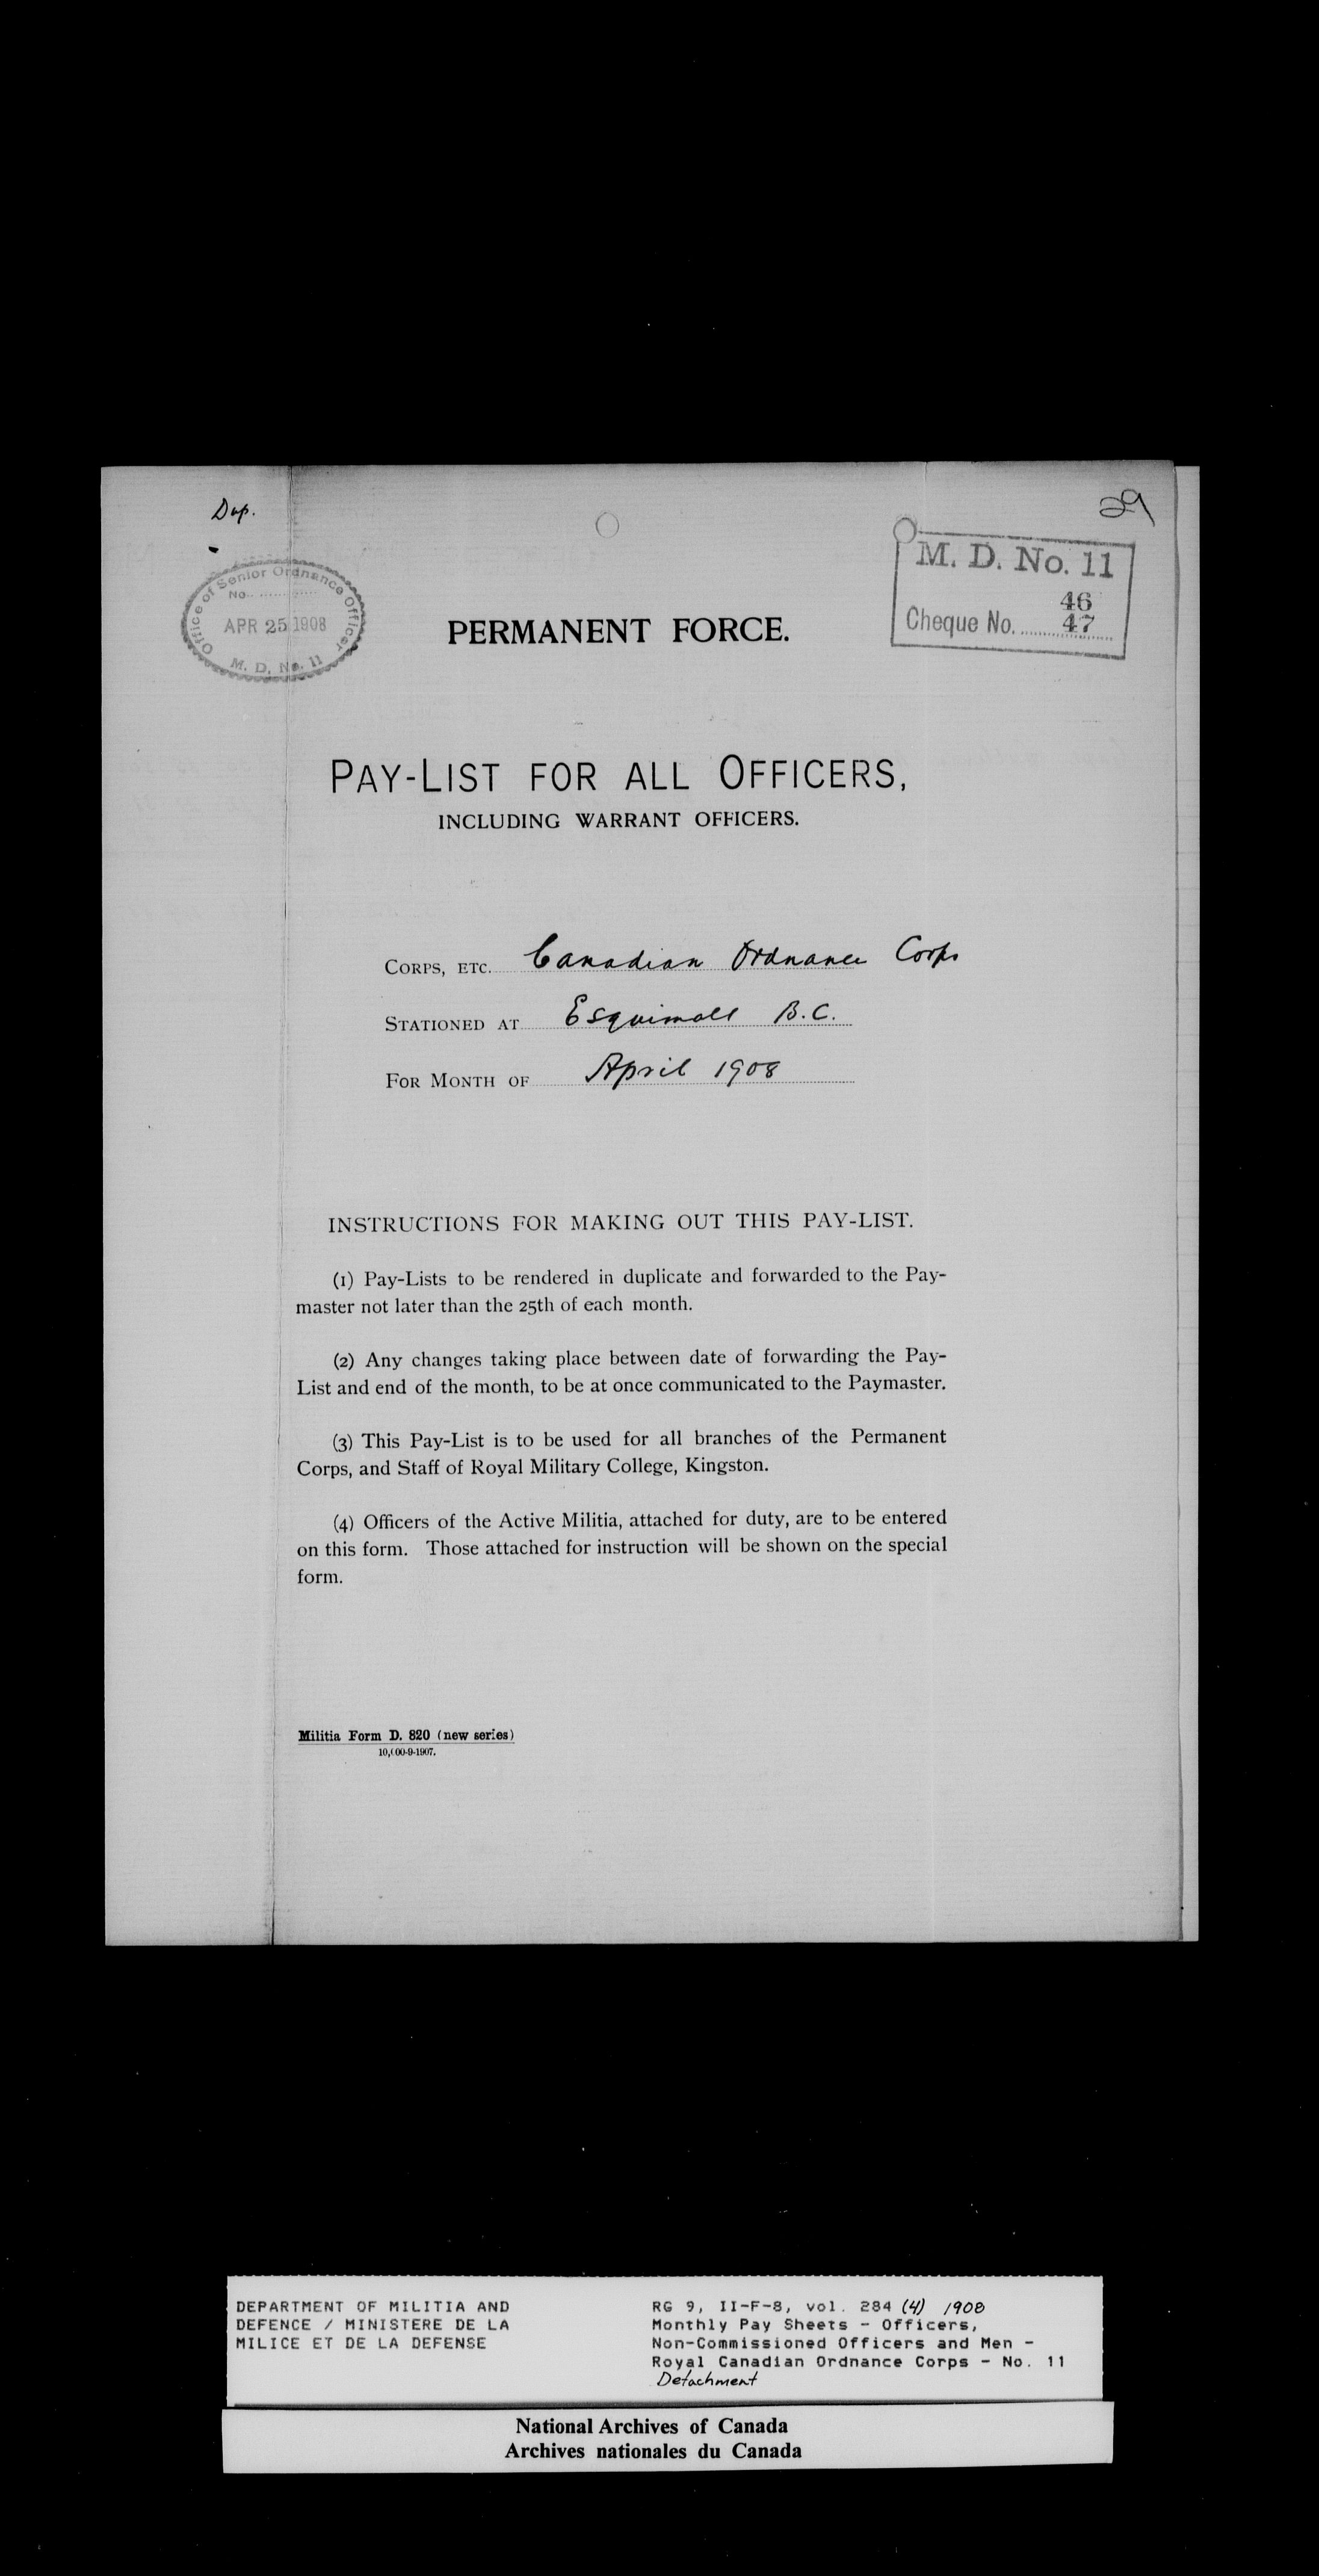 Dup.
29
Office of Senior Ordnance Officer
No.
APR 25 1908
M. D. No. 11
M. D. No. 11
46
Cheque No. 47
PERMANENT FORCE.
PAY-LIST FOR ALL OFFICERS,
INCLUDING WARRANT OFFICERS.
CORPS, ETC. Canadian Ordnance Corps
STATIONED AT Esquimalt B.C.
FOR MONTH OF April 1908
INSTRUCTIONS FOR MAKING OUT THIS PAY-LIST.
(1) Pay-Lists to be rendered in duplicate and forwarded to the Pay-
master not later than the 25th of each month.
(2) Any changes taking place between date of forwarding the Pay-
List and end of the month, to be at once communicated to the Paymaster.
(3) This Pay-List is to be used for all branches of the Permanent
Corps, and Staff of Royal Military College, Kingston.
(4) Officers of the Active Militia, attached for duty, are to be entered
on this form. Those attached for instruction will be shown on the special
form.
Militia Form D. 820 (new series)
10,000-9-1907.
DEPARTMENT OF MILITIA AND
DEFENCE / MINISTERE DE LA
MILICE ET DE LA DEFENSE
RG 9, II-F-8, vol. 284 (4) 1908
Monthly Pay Sheets - Officers,
Non-Commissioned Officers and Men -
Royal Canadian Ordnance Corps - No. 11
Detachment
National Archives of Canada
Archives nationales du Canada